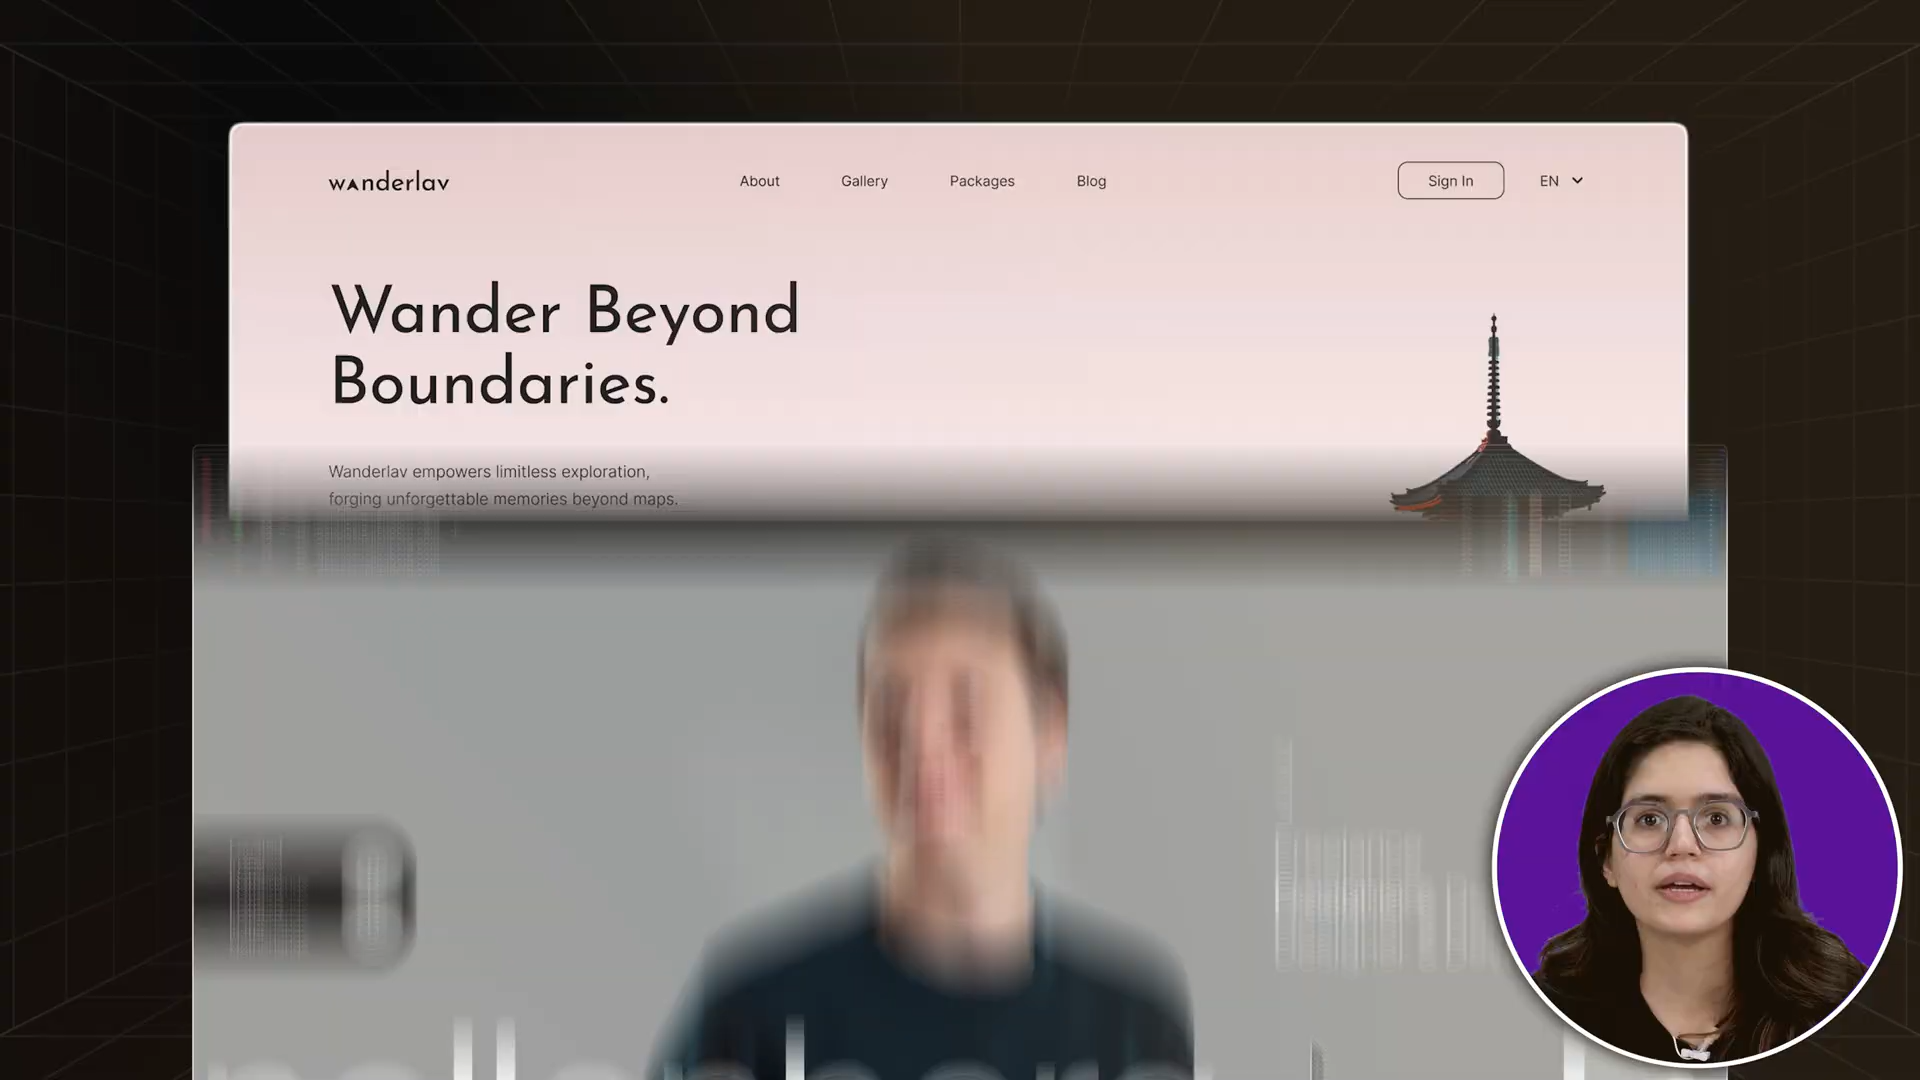 wanderlav
About
Gallery
Packages
Blog
Sign In
EN
Wander Beyond
Boundaries.
Wanderlav empowers limitless exploration,
forging unforgettable memories beyond maps.